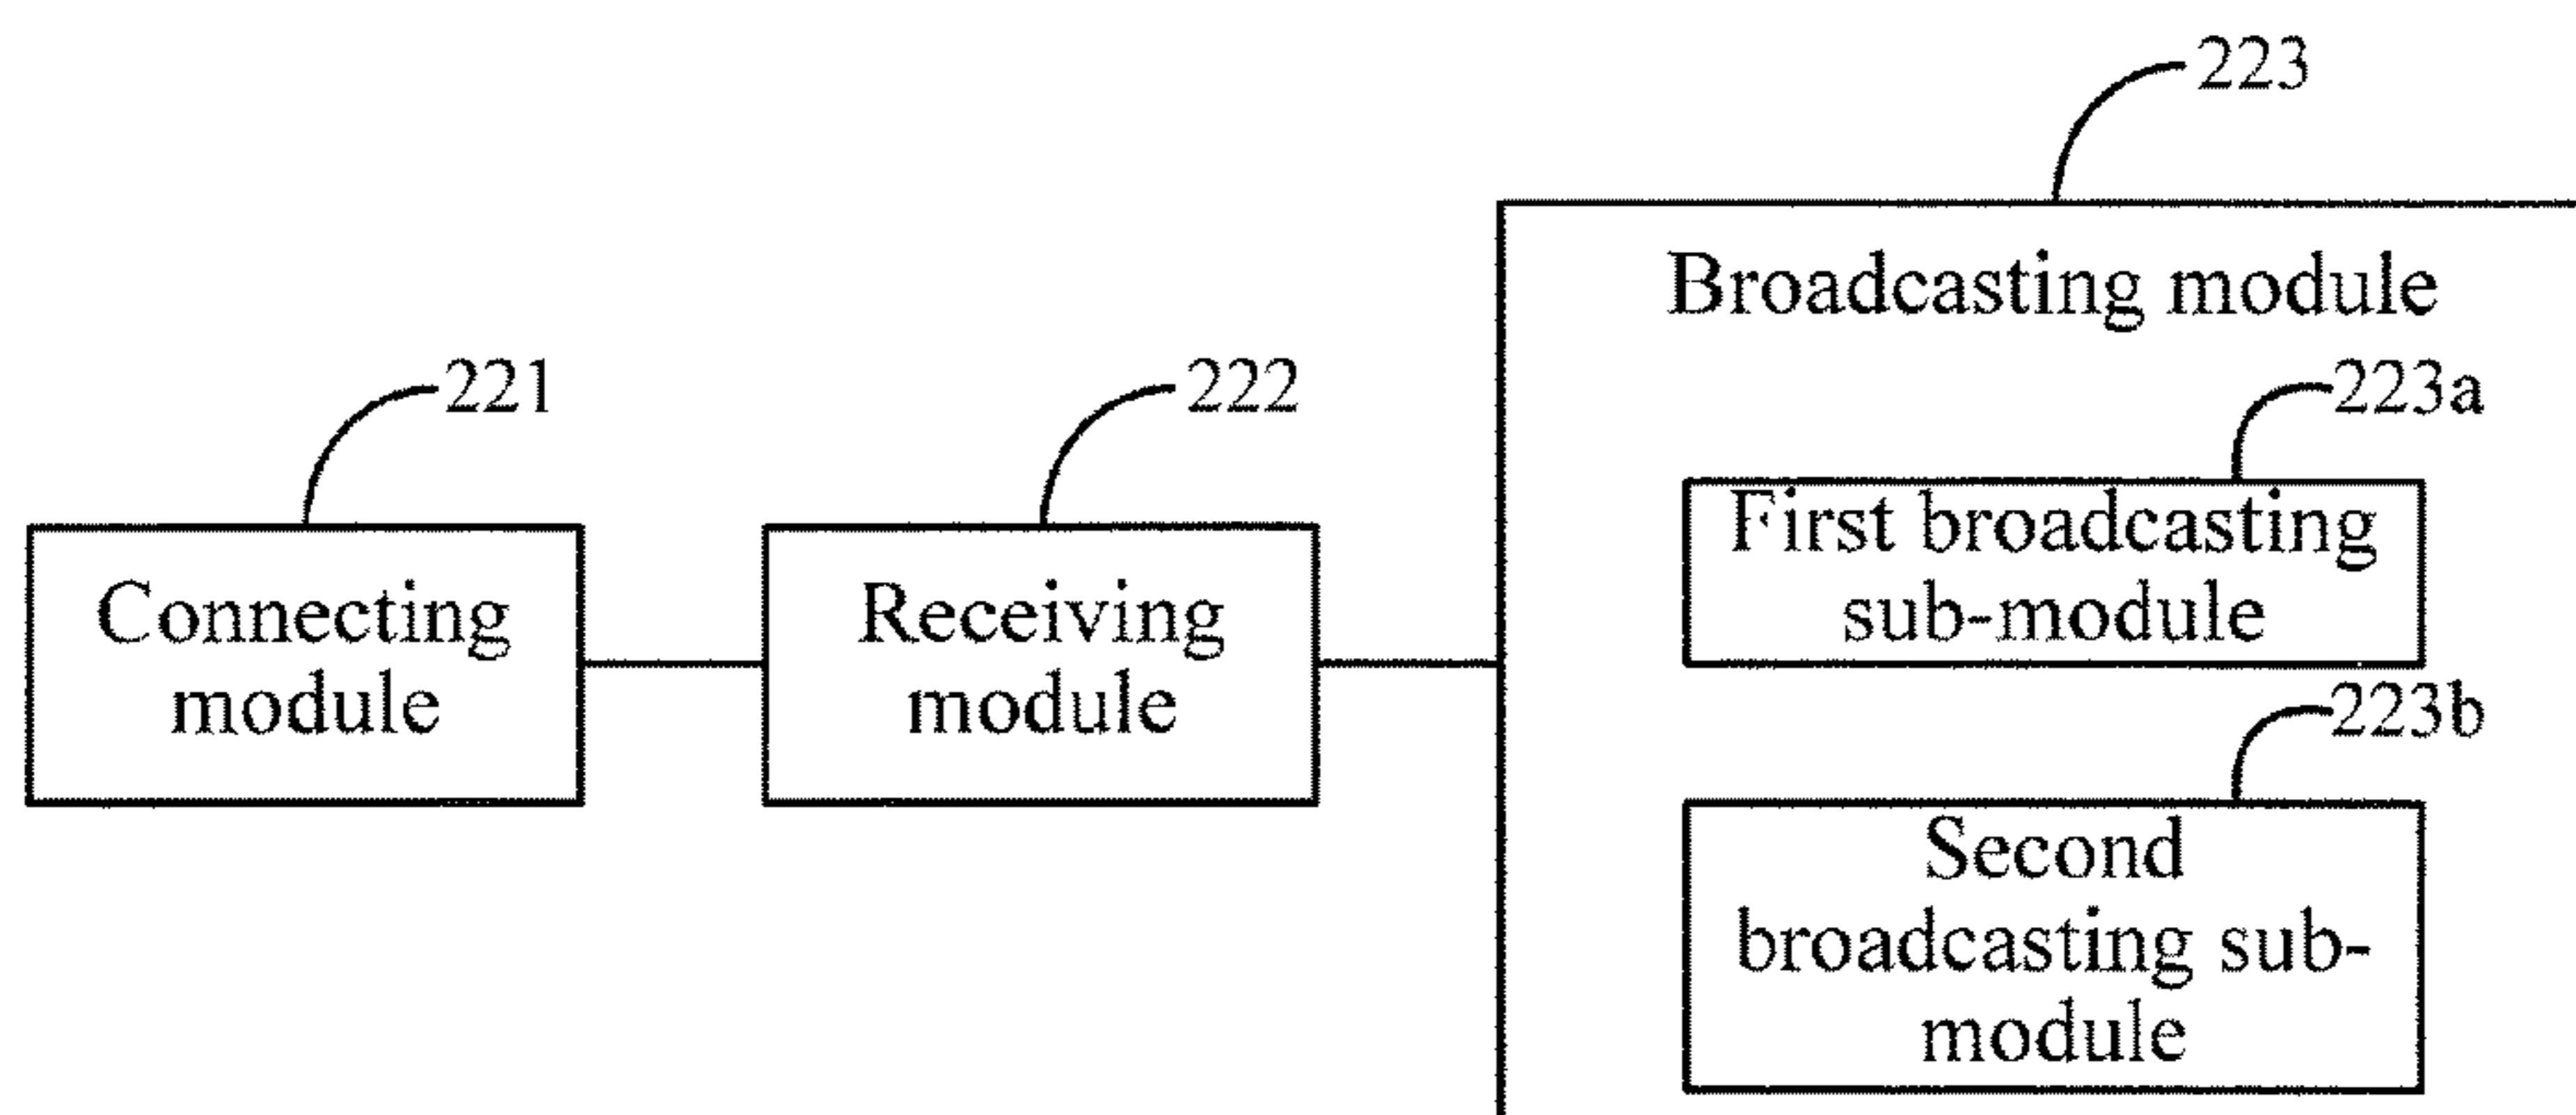 223
Broadcasting module
221
222
223a
First broadcasting
sub-module
Connecting
module
Receiving
module
223b
Second
broadcasting sub-
module